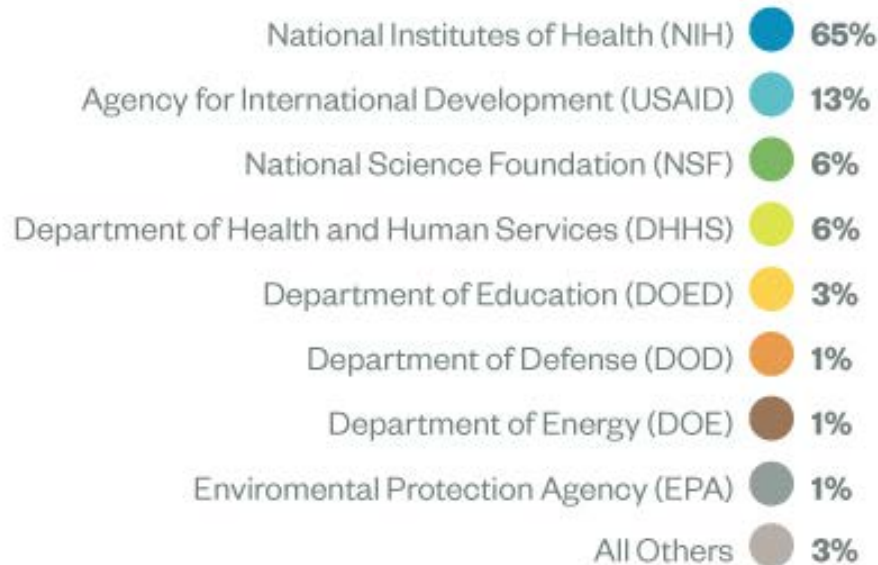 National Institutes of Health (NIH) 65%
Agency for International Development (USAID) 13%
National Science Foundation (NSF) 6%
Department of Health and Human Services (DHHS) 6%
Department of Education (DOED) 3%
Department of Defense (DOD) 1%
Department of Energy (DOE) 1%
Enviromental Protection Agency (EPA) 1%
All Others 3%